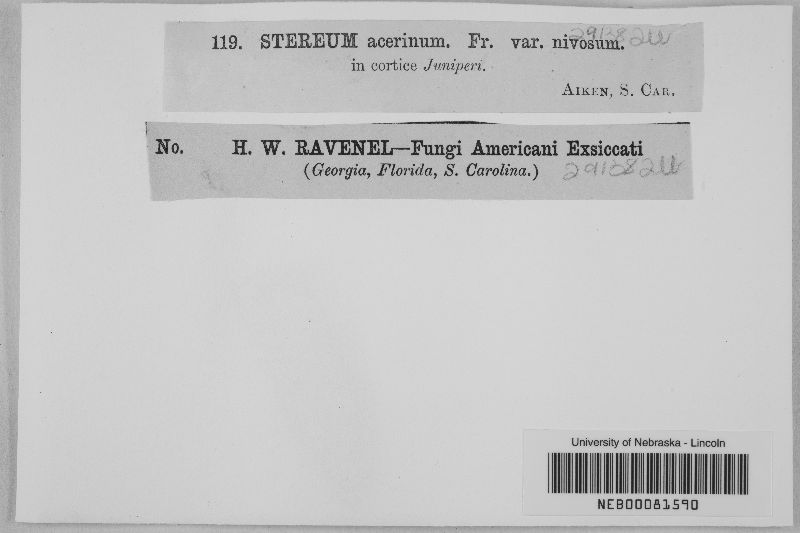 119. STEREUM acerinum. Fr. var. nivosum.
in cortice Juniperi.
AIKEN, S. CAR.
No. H. W. RAVENEL—Fungi Americani Exsiccati
(Georgia, Florida, S. Carolina.)
University of Nebraska - Lincoln
NEB00081590